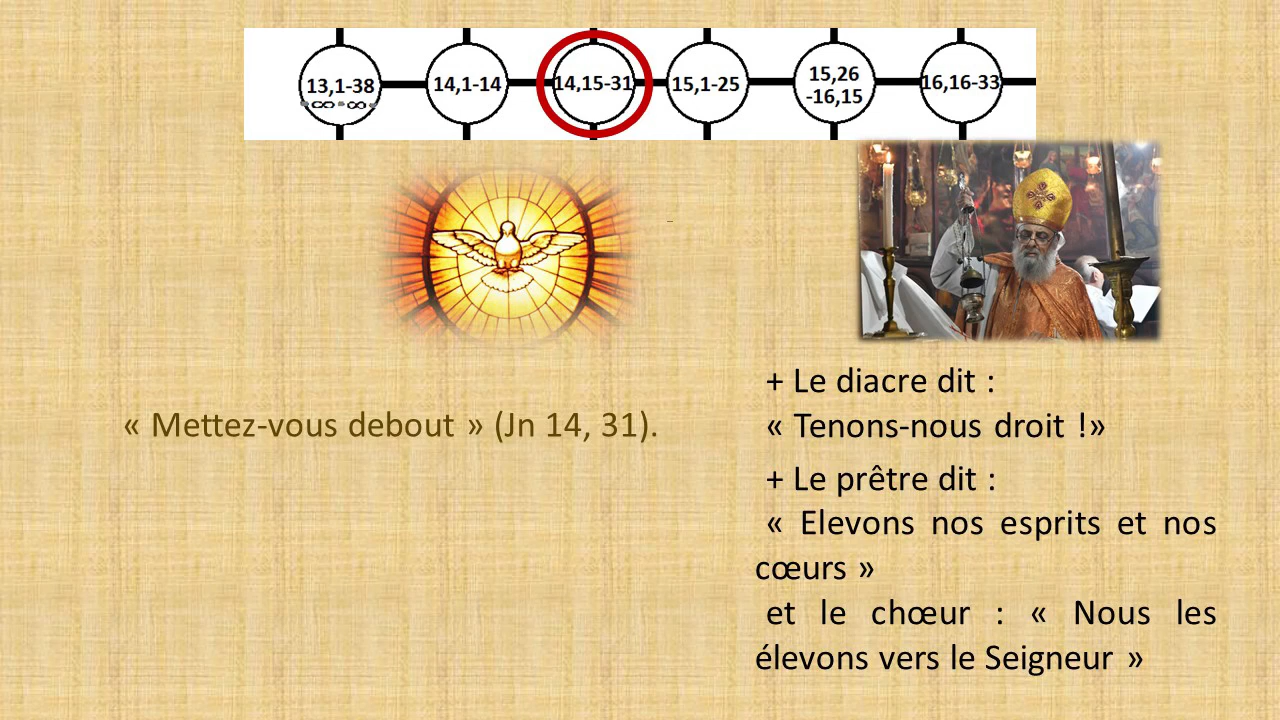 13,1-38
14,1-14
14,15-31
15,1-25
15,26
-16,15
16,16-33
« Mettez-vous debout » (Jn 14, 31).
+ Le diacre dit :
« Tenons-nous droit !»
+ Le prêtre dit :
« Elevons nos esprits et nos
cœurs »
et le chœur : « Nous les
élevons vers le Seigneur »